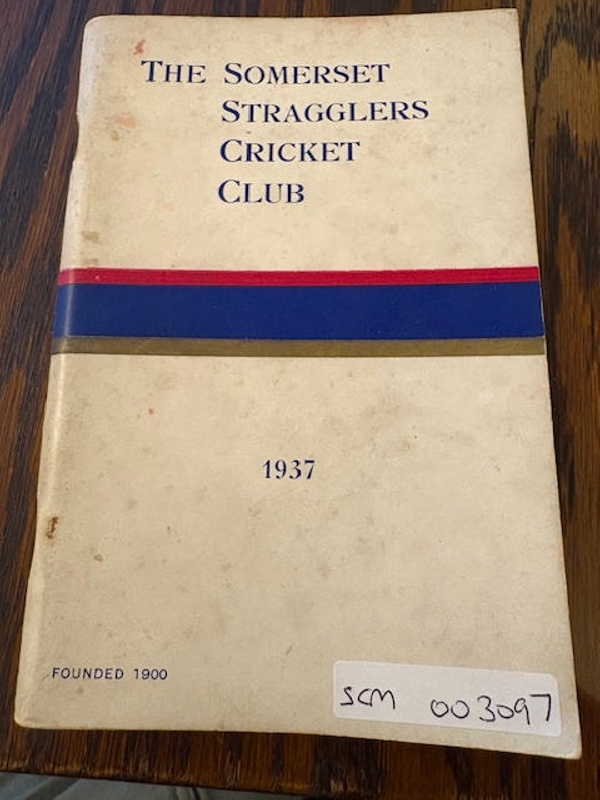 THE SOMERSET
STRAGGLERS
CRICKET
CLUB
1937
FOUNDED 1900
SCM 003097